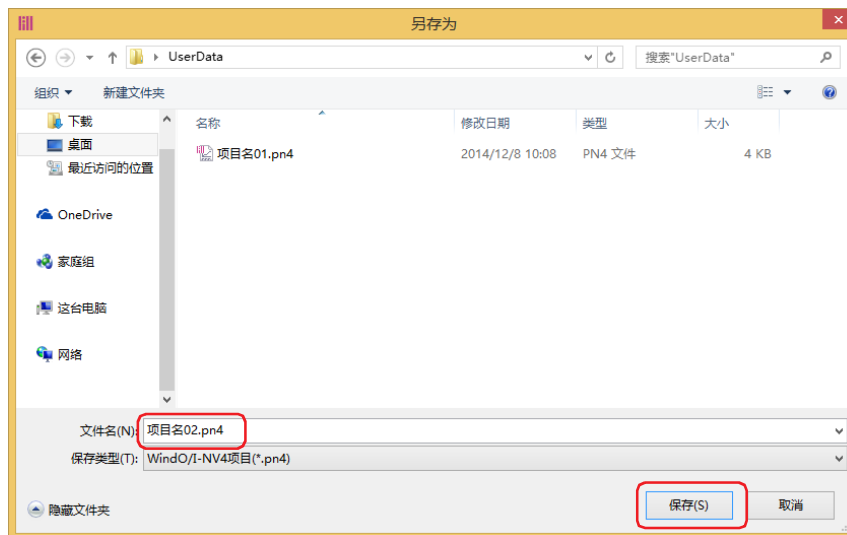 另存为
UserData
搜索"UserData"
组织 新建文件夹
名称 修改日期 类型 大小
下载
桌面
最近访问的位置
OneDrive
家庭组
这台电脑
网络
项目名01.pn4 2014/12/8 10:08 PN4 文件 4 KB
文件名(N): 项目名02.pn4
保存类型(T): WindO/I-NV4项目(*.pn4)
隐藏文件夹 保存(S) 取消